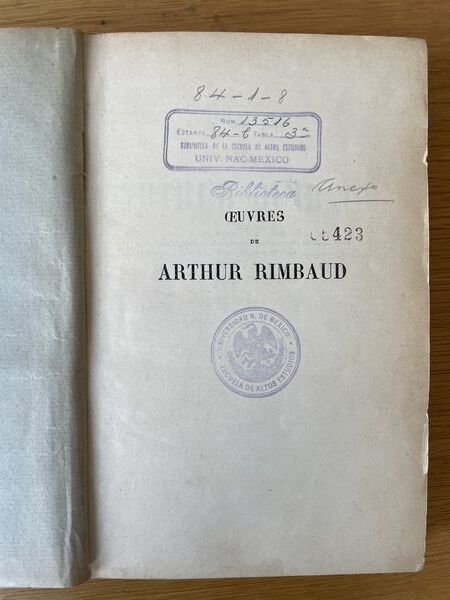 84-1-8
NUM. 13516
ESTANTE 84-C TABLA 3ª
BIBLIOTECA DE LA ESCUELA DE ALTOS ESTUDIOS
UNIV. NAC-MEXICO
Biblioteca Anexo
ŒUVRES
DE
423
ARTHUR RIMBAUD
UNIVERSIDAD N. DE MEXICO
ESCUELA DE ALTOS ESTUDIOS